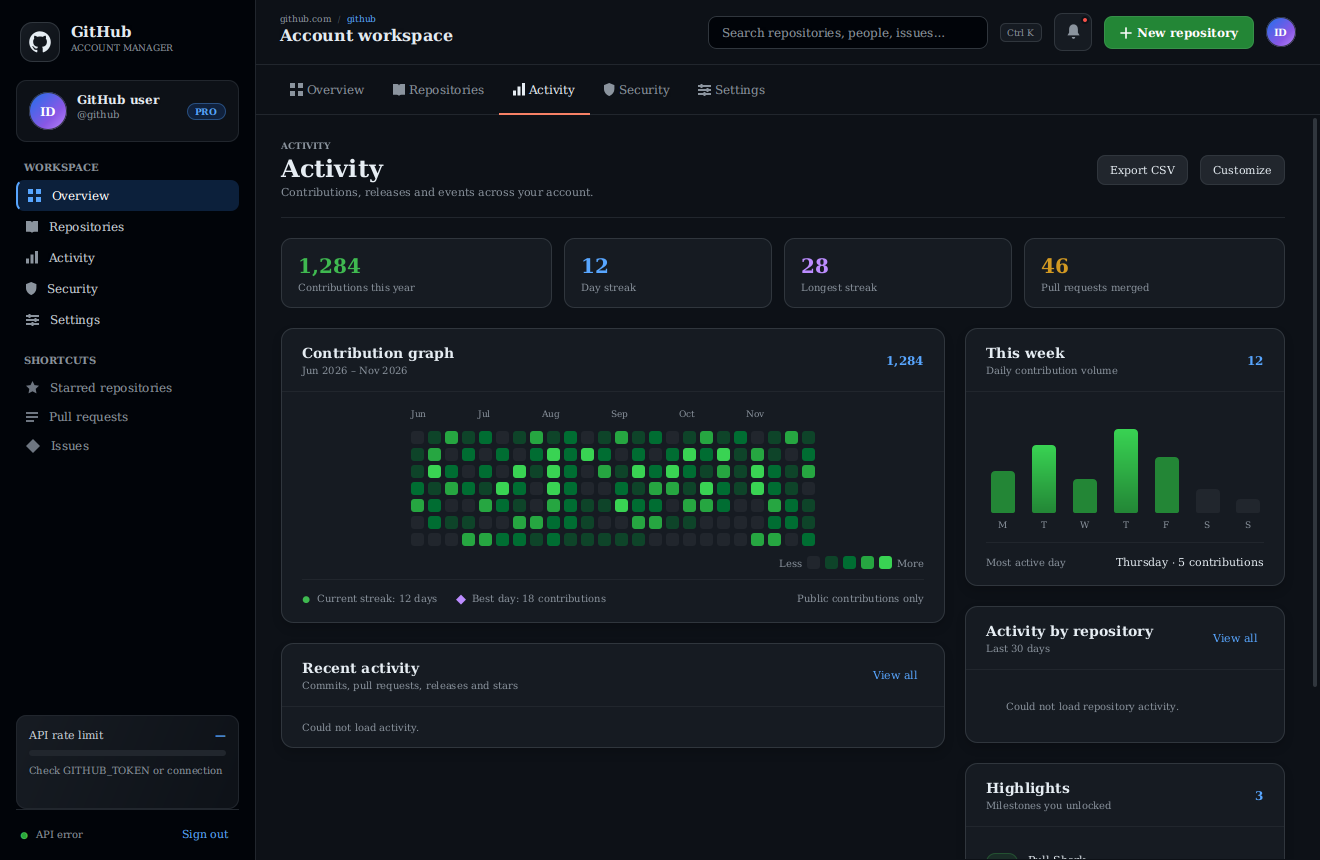 GitHub
ACCOUNT MANAGER
ID
GitHub user
@github
PRO
WORKSPACE
Overview
Repositories
Activity
Security
Settings
SHORTCUTS
Starred repositories
Pull requests
Issues
API rate limit
—
Check GITHUB_TOKEN or connection
API error
Sign out
github.com / github
Account workspace
Search repositories, people, issues...
Ctrl K
New repository
ID
Overview
Repositories
Activity
Security
Settings
ACTIVITY
Activity
Contributions, releases and events across your account.
Export CSV
Customize
1,284
Contributions this year
12
Day streak
28
Longest streak
46
Pull requests merged
Contribution graph
Jun 2026 – Nov 2026
1,284
Jun Jul Aug Sep Oct Nov
Less More
Current streak: 12 days
Best day: 18 contributions
Public contributions only
Recent activity
Commits, pull requests, releases and stars
View all
Could not load activity.
This week
Daily contribution volume
12
M T W T F S S
Most active day
Thursday · 5 contributions
Activity by repository
Last 30 days
View all
Could not load repository activity.
Highlights
Milestones you unlocked
3
Pull Shark